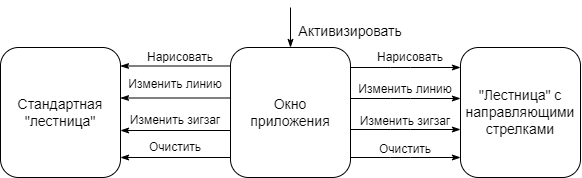 Активизировать
Нарисовать
Нарисовать
Изменить линию
Изменить линию
Стандартная
"лестница"
Окно
приложения
"Лестница" с
направляющими
стрелками
Изменить зигзаг
Изменить зигзаг
Очистить
Очистить